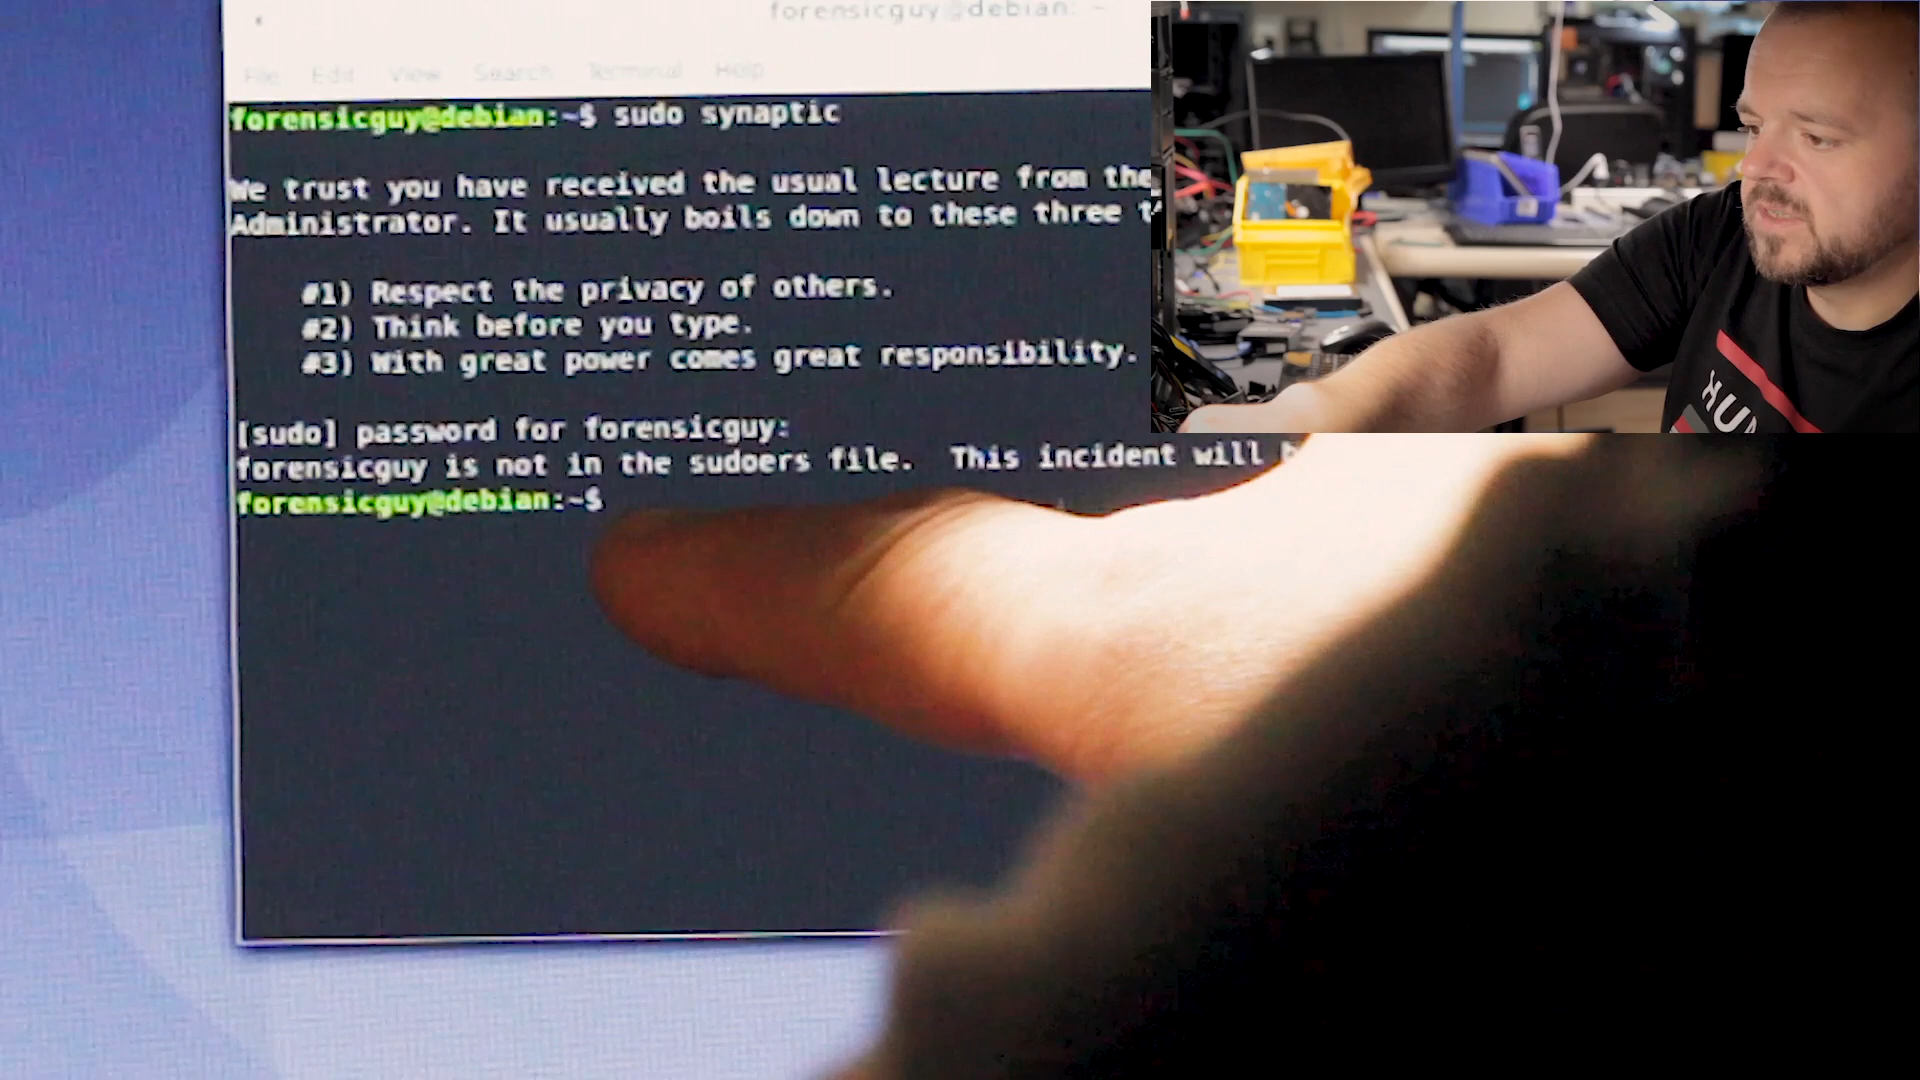 forensicguy@debian: ~
File Edit View Search Terminal Help
forensicguy@debian:~$ sudo synaptic
We trust you have received the usual lecture from the
Administrator. It usually boils down to these three
#1) Respect the privacy of others.
#2) Think before you type.
#3) With great power comes great responsibility.
[sudo] password for forensicguy:
forensicguy is not in the sudoers file. This incident will
forensicguy@debian:~$